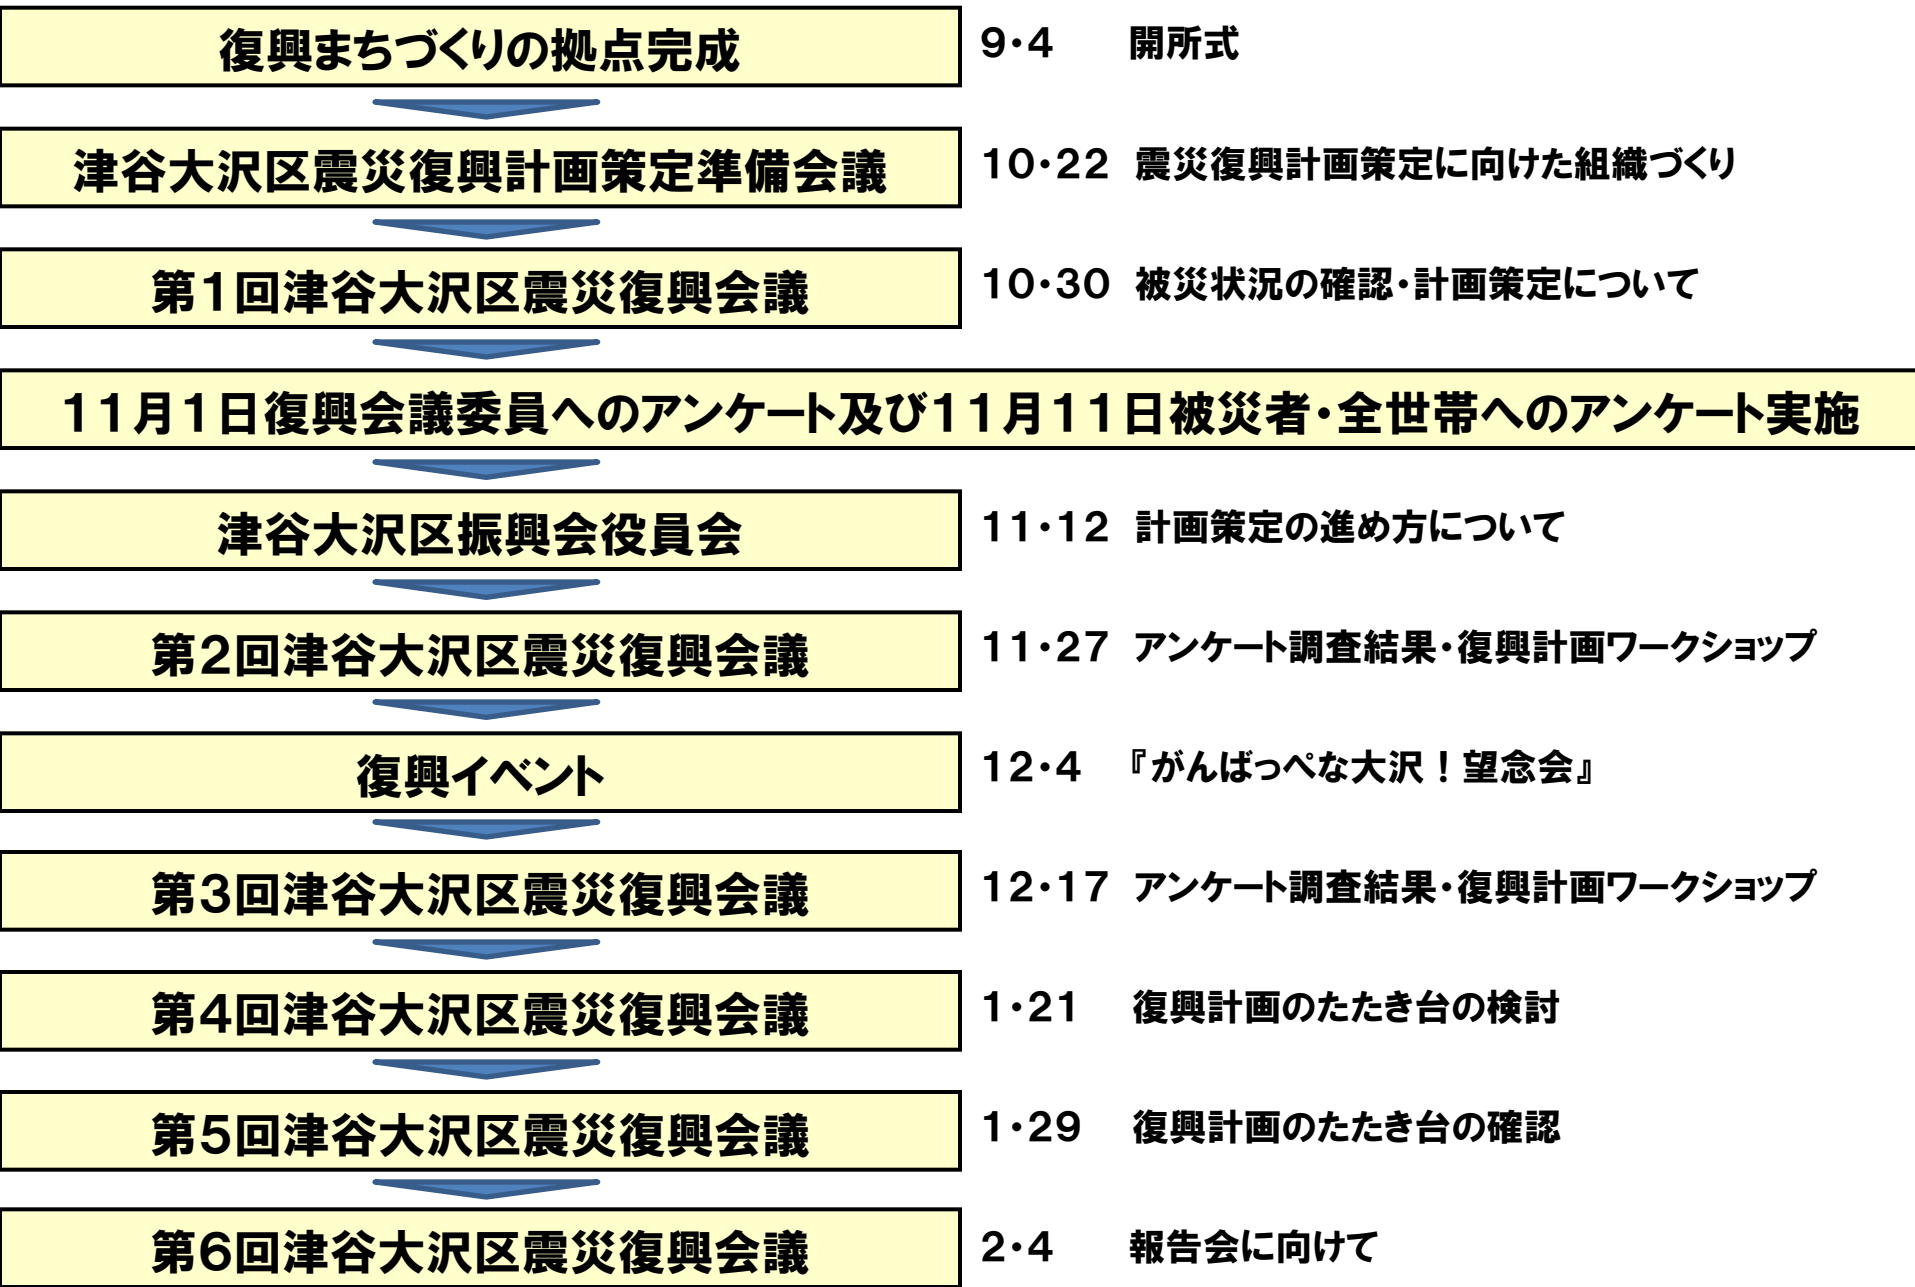 復興まちづくりの拠点完成 9・4 開所式
津谷大沢区震災復興計画策定準備会議 10・22 震災復興計画策定に向けた組織づくり
第1回津谷大沢区震災復興会議 10・30 被災状況の確認・計画策定について
11月1日復興会議委員へのアンケート及び11月11日被災者・全世帯へのアンケート実施
津谷大沢区振興会役員会 11・12 計画策定の進め方について
第2回津谷大沢区震災復興会議 11・27 アンケート調査結果・復興計画ワークショップ
復興イベント 12・4 『がんばっぺな大沢！望念会』
第3回津谷大沢区震災復興会議 12・17 アンケート調査結果・復興計画ワークショップ
第4回津谷大沢区震災復興会議 1・21 復興計画のたたき台の検討
第5回津谷大沢区震災復興会議 1・29 復興計画のたたき台の確認
第6回津谷大沢区震災復興会議 2・4 報告会に向けて